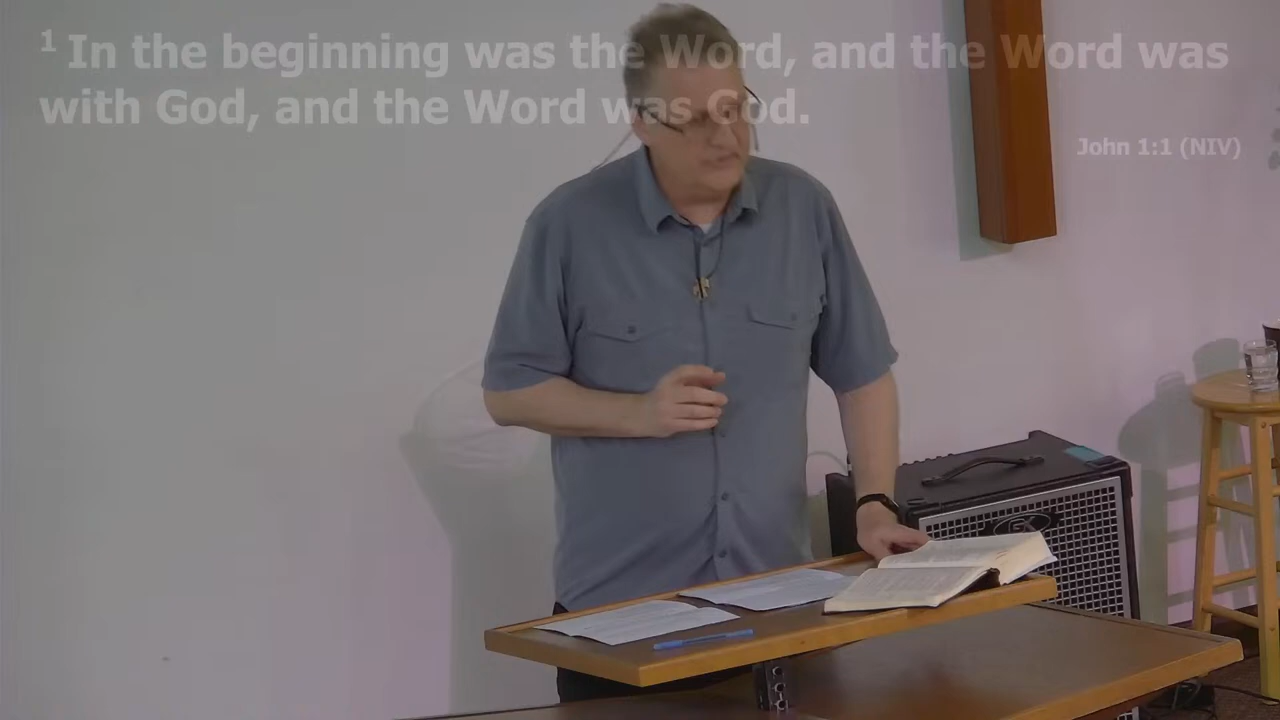 1 In the beginning was the Word, and the Word was
with God, and the Word was God.
John 1:1 (NIV)